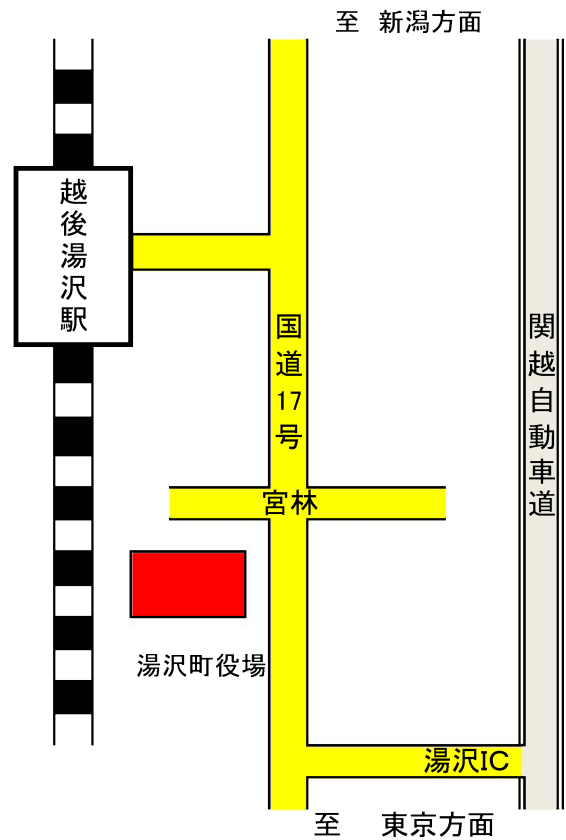 至 新潟方面
越後湯沢駅
国道17号
関越自動車道
宮林
湯沢町役場
湯沢IC
至 東京方面